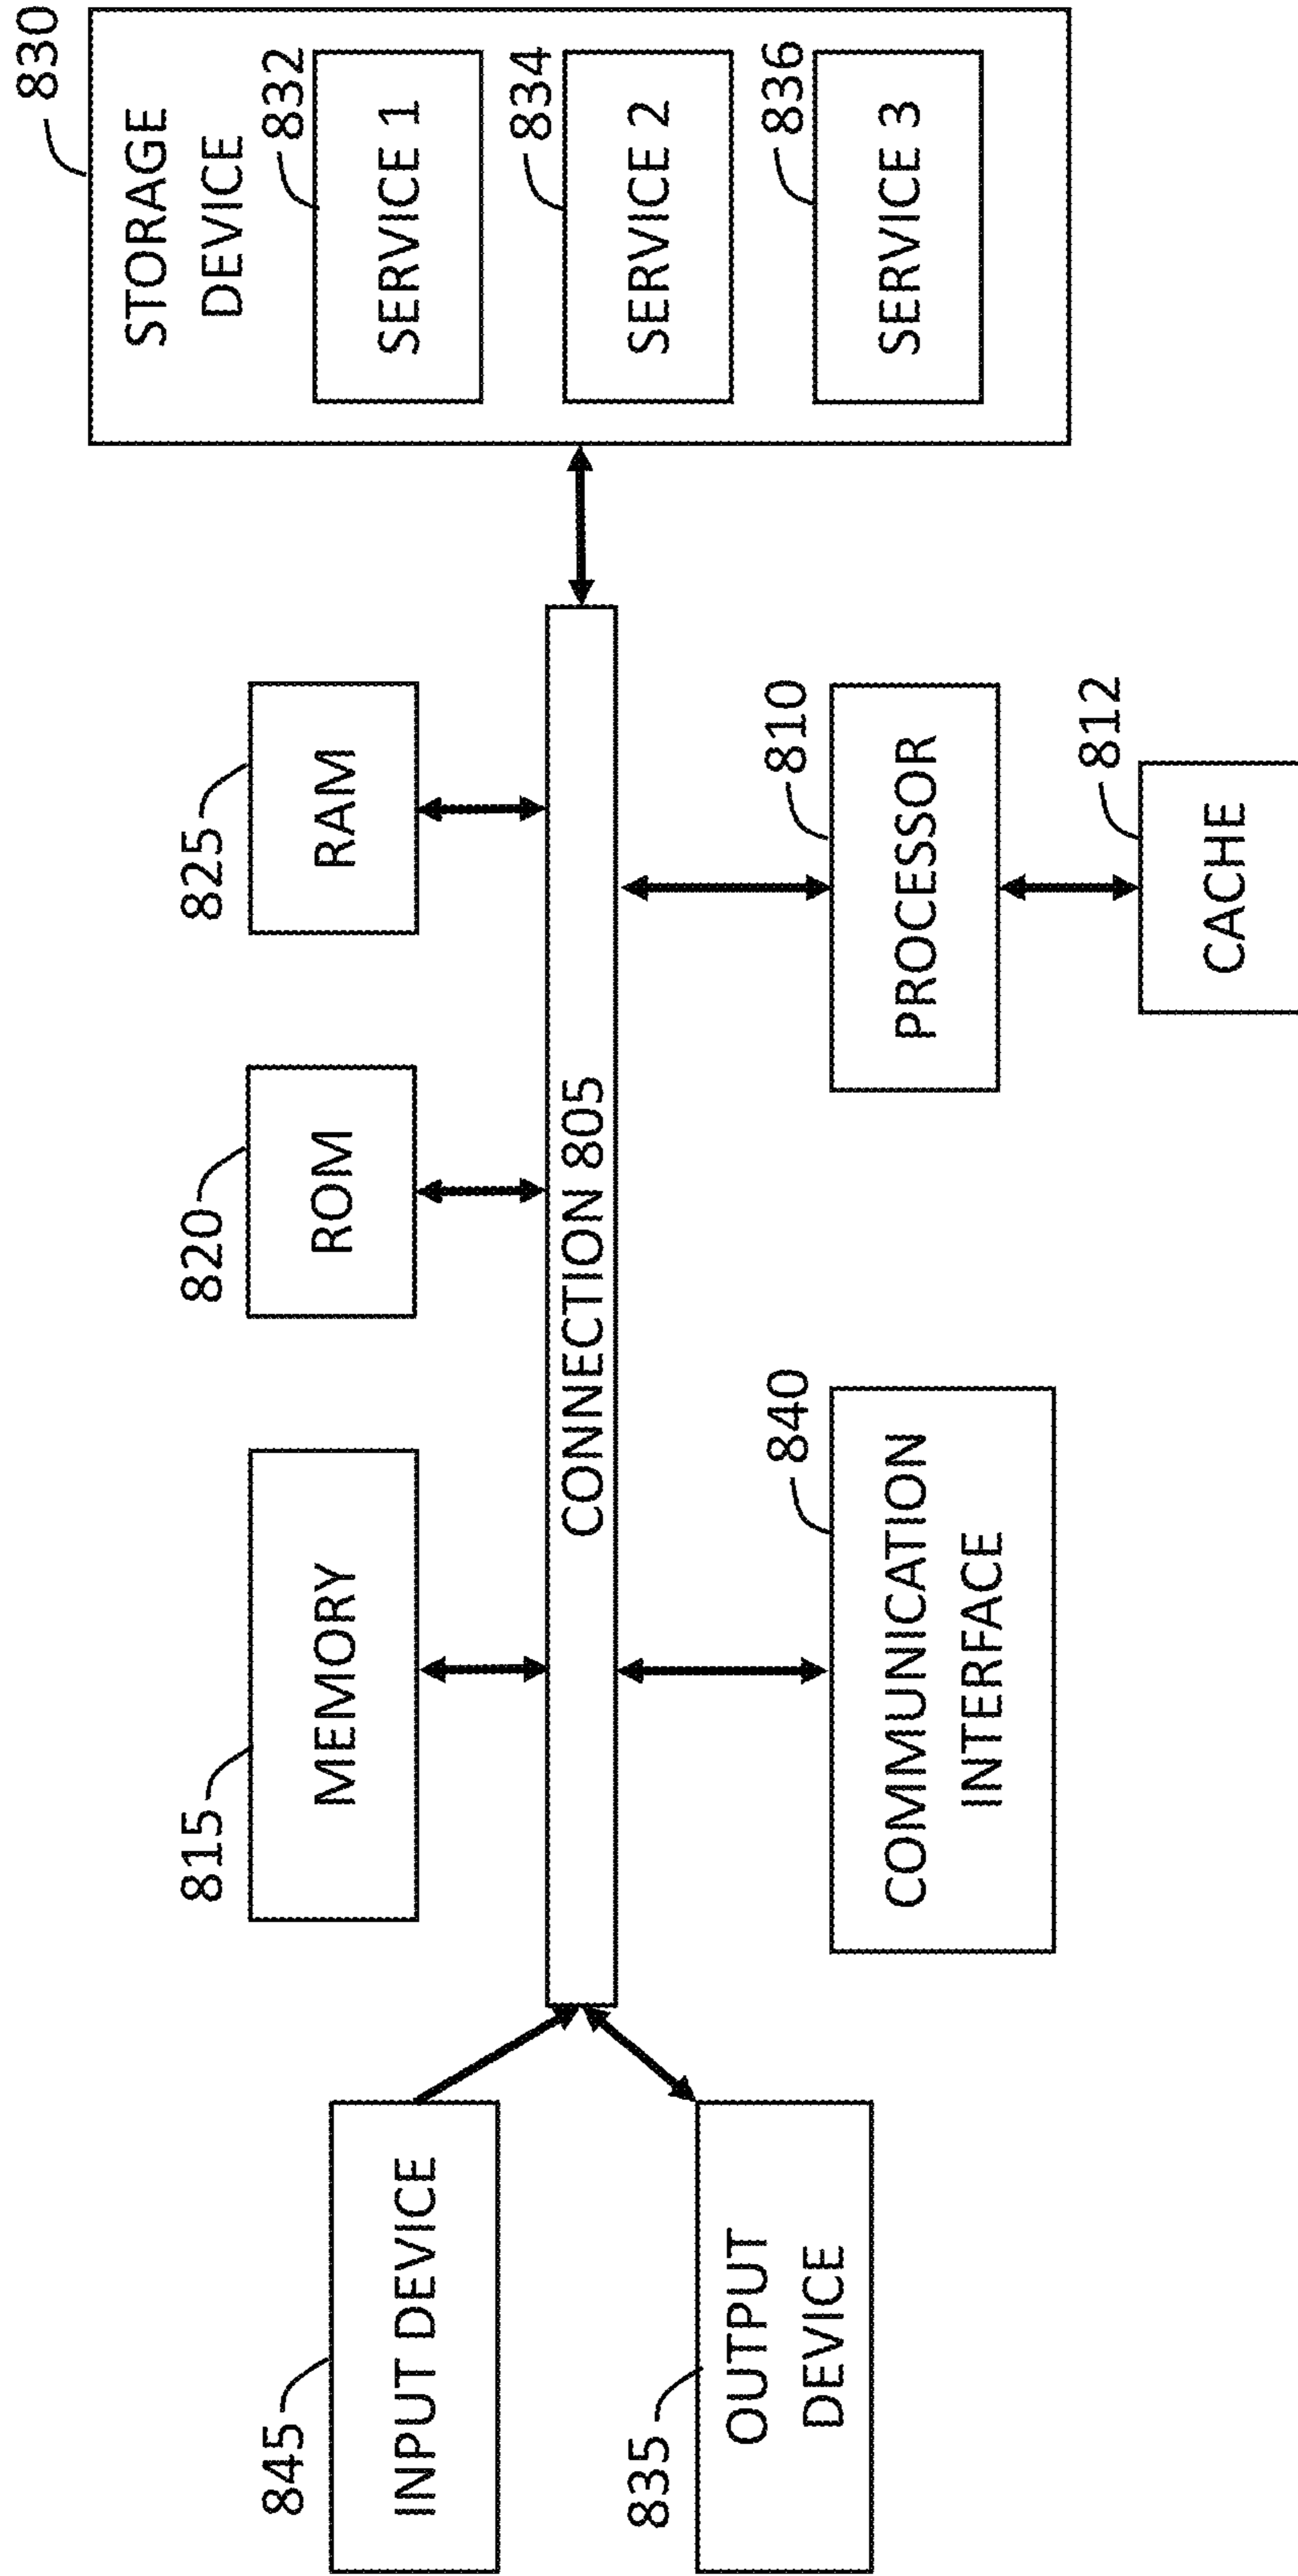 830
STORAGE
DEVICE
832
SERVICE 1
834
SERVICE 2
836
SERVICE 3
825
RAM
820
ROM
815
MEMORY
CONNECTION 805
845
INPUT DEVICE
835
OUTPUT
DEVICE
840
COMMUNICATION
INTERFACE
810
PROCESSOR
812
CACHE